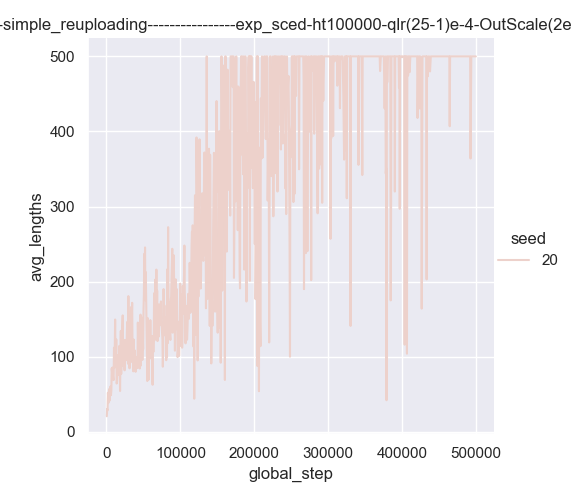 -simple_reuploading----------------exp_sced-ht100000-qlr(25-1)e-4-OutScale(2e
500
400
300
200
100
0
avg_lengths
0 100000 200000 300000 400000 500000
global_step
seed
20